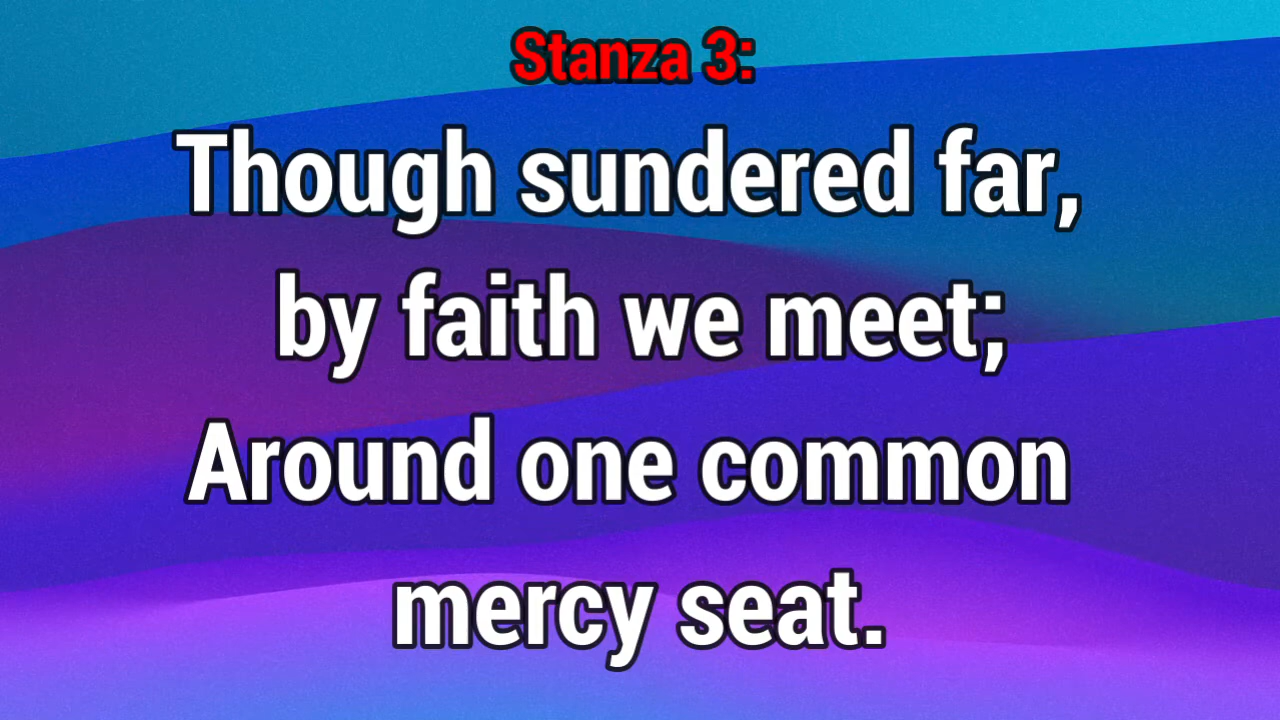 Stanza 3:
Though sundered far,
by faith we meet;
Around one common
mercy seat.